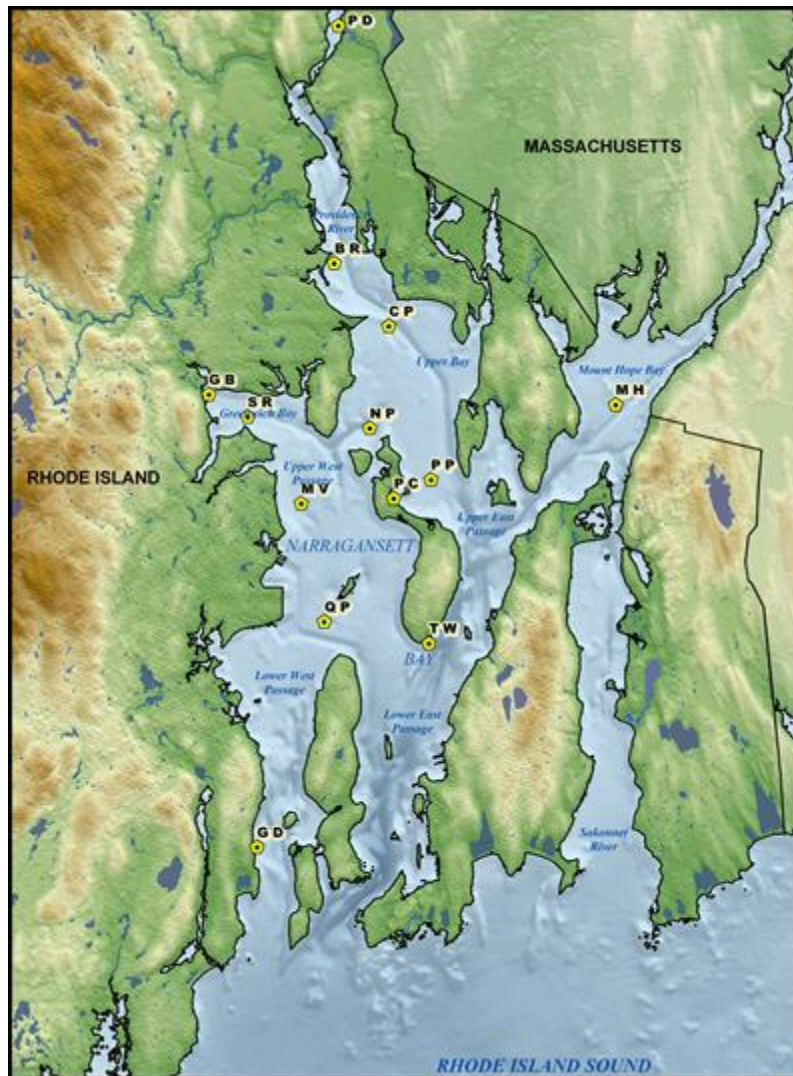 P D
MASSACHUSETTS
Providence
River
B R
C P
Upper Bay
Mount Hope Bay
G B
M H
S R
Greenwich Bay
N P
Upper West
Passage
RHODE ISLAND
P P
P C
M V
Upper East
Passage
NARRAGANSETT
Q P
T W
BAY
Lower West
Passage
Lower East
Passage
G D
Sakonnet
River
RHODE ISLAND SOUND